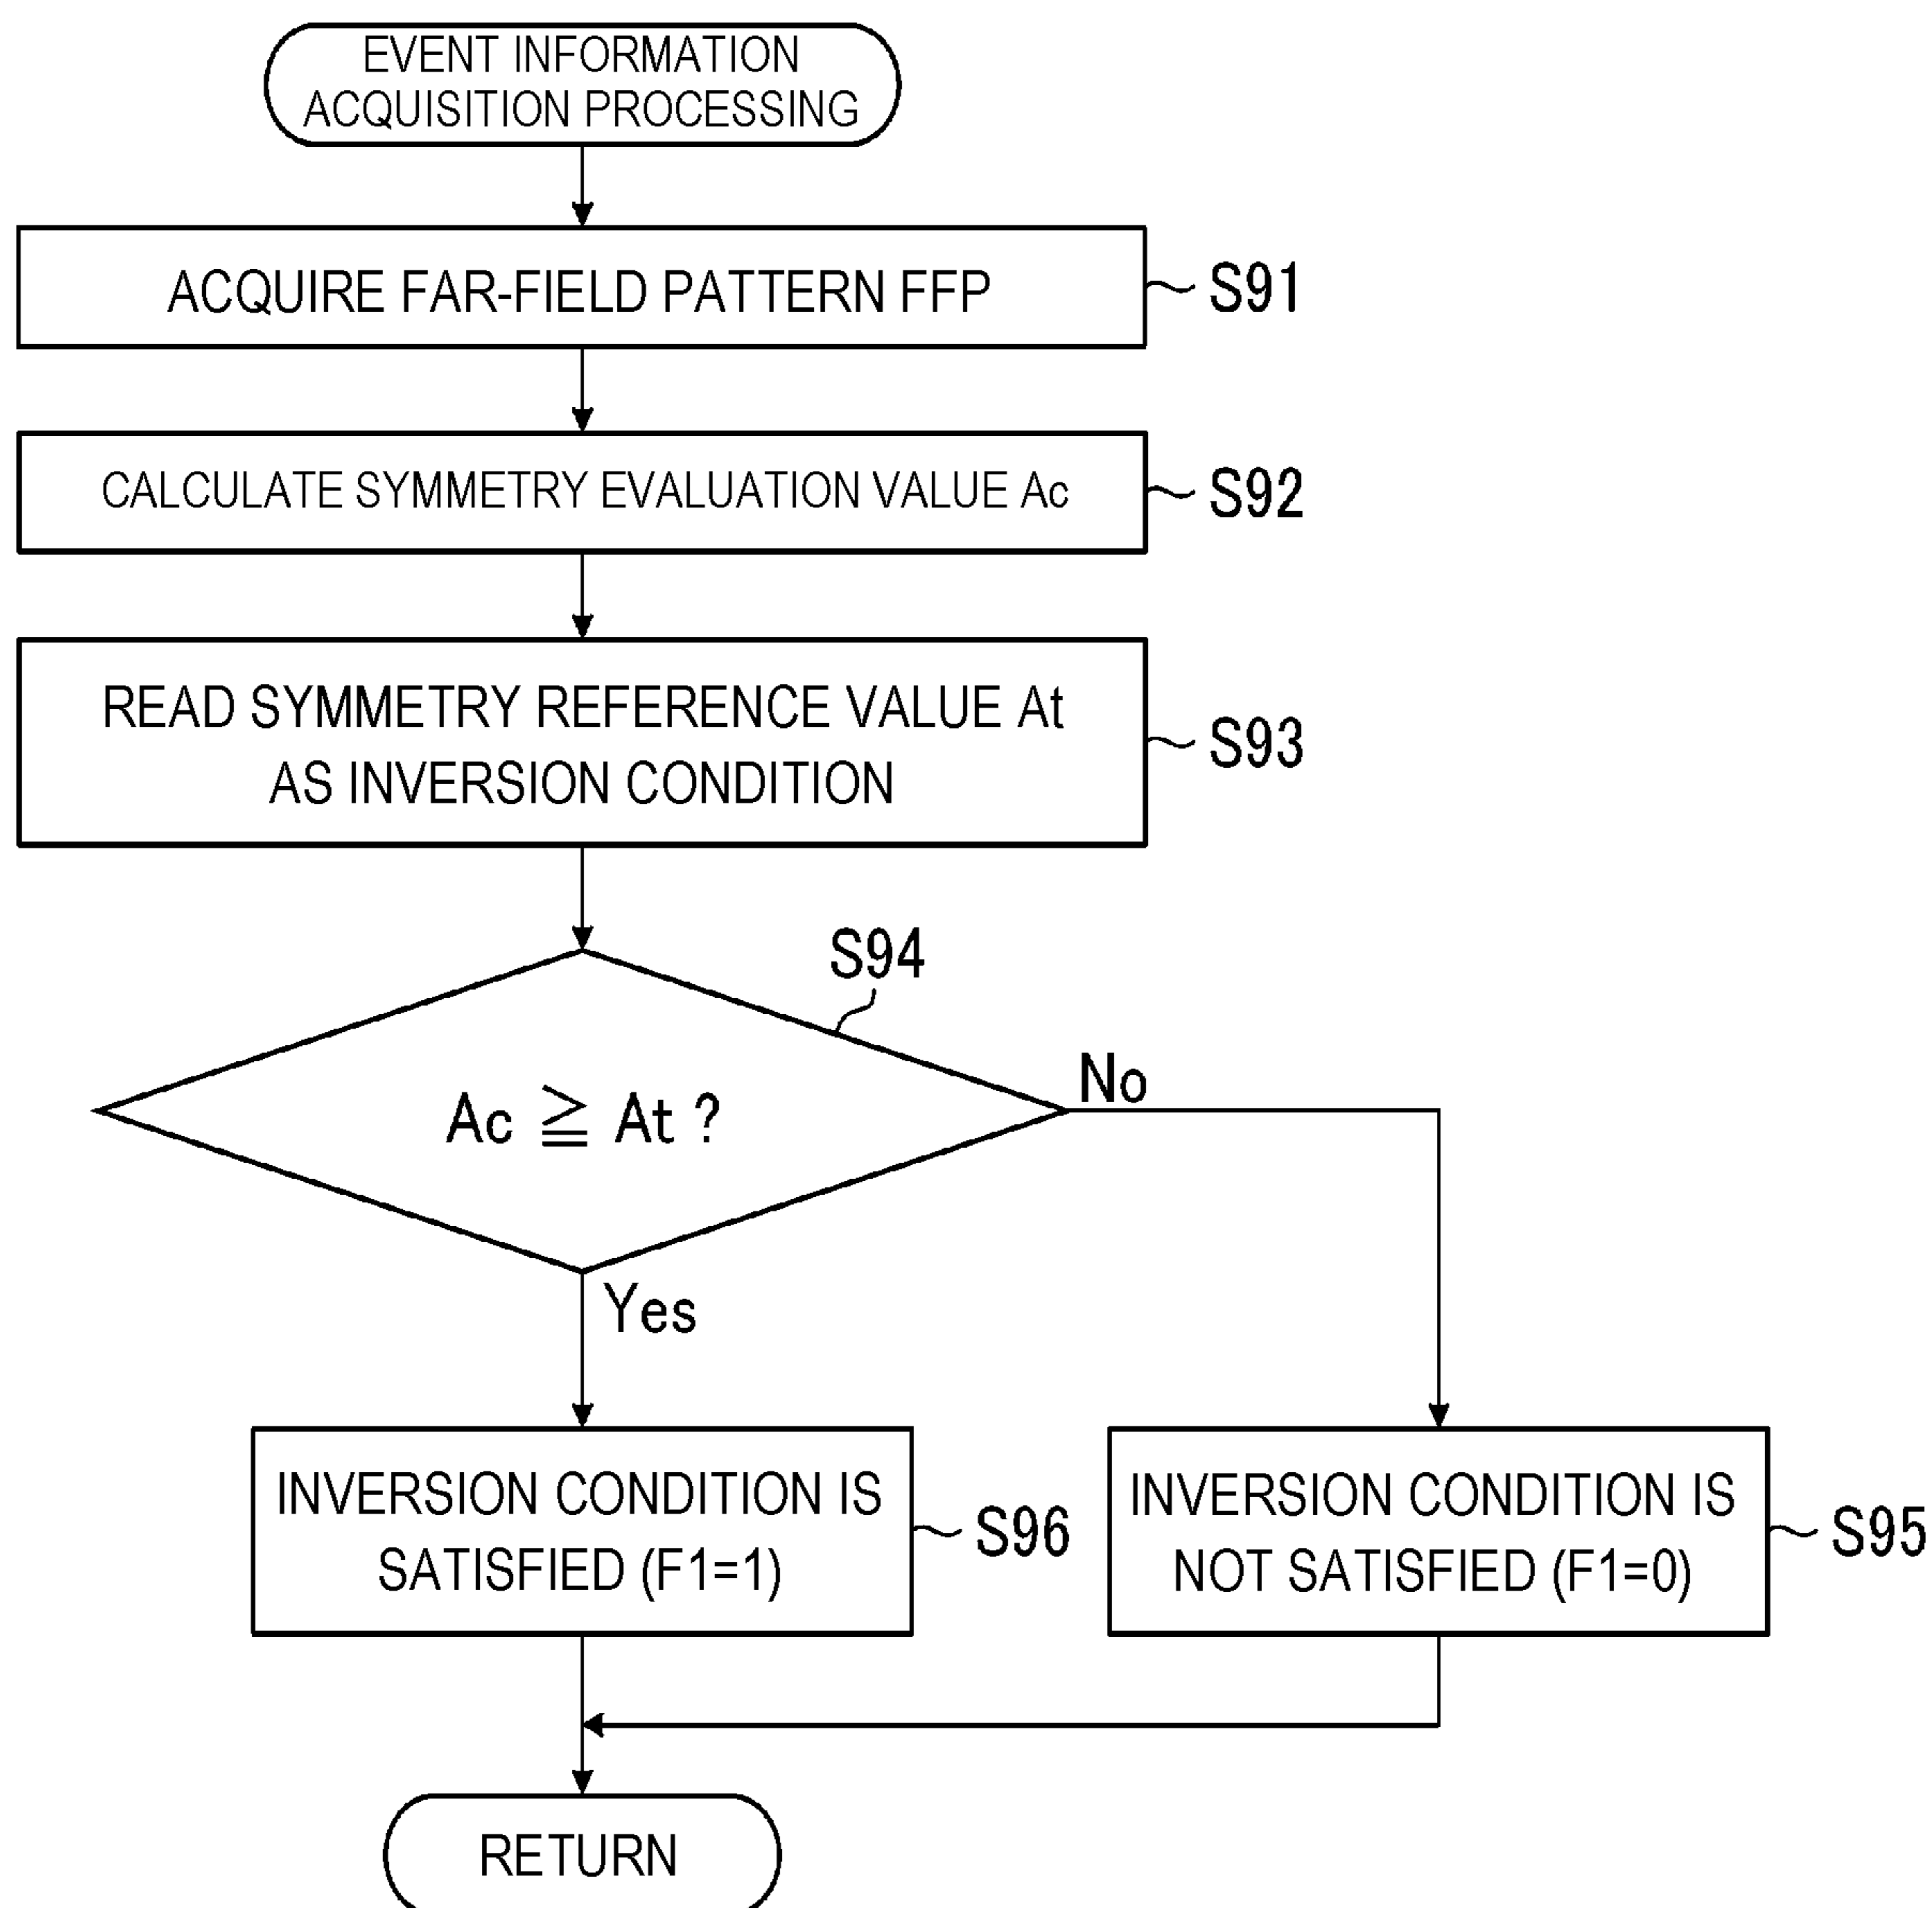 EVENT INFORMATION
ACQUISITION PROCESSING
ACQUIRE FAR-FIELD PATTERN FFP
S91
CALCULATE SYMMETRY EVALUATION VALUE Ac
S92
READ SYMMETRY REFERENCE VALUE At
AS INVERSION CONDITION
S93
S94
Ac ≧ At ?
No
Yes
INVERSION CONDITION IS
SATISFIED (F1=1)
S96
INVERSION CONDITION IS
NOT SATISFIED (F1=0)
S95
RETURN